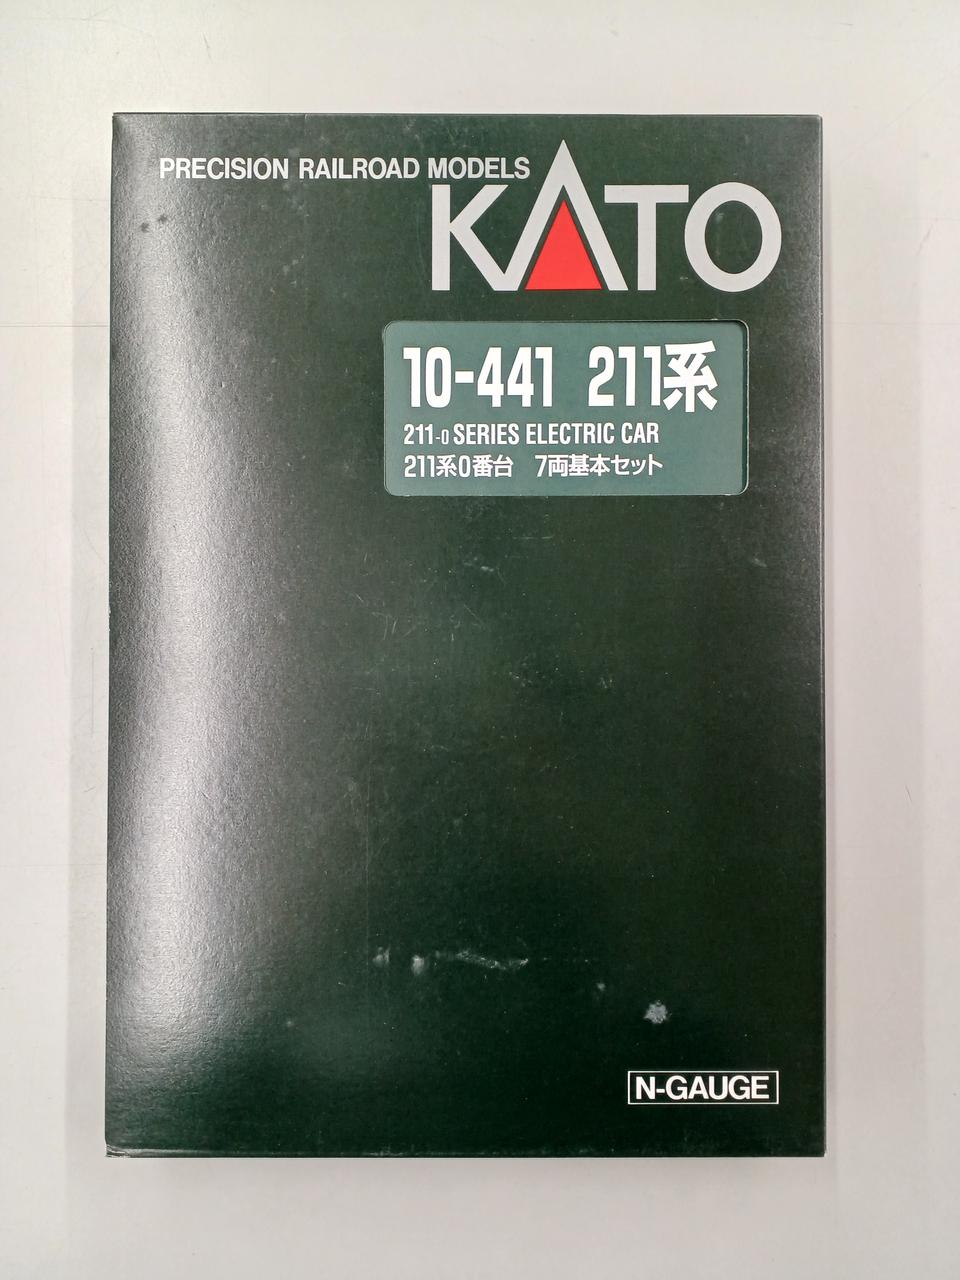 PRECISION RAILROAD MODELS
KATO
10-441 211系
211-0 SERIES ELECTRIC CAR
211系0番台 7両基本セット
N-GAUGE